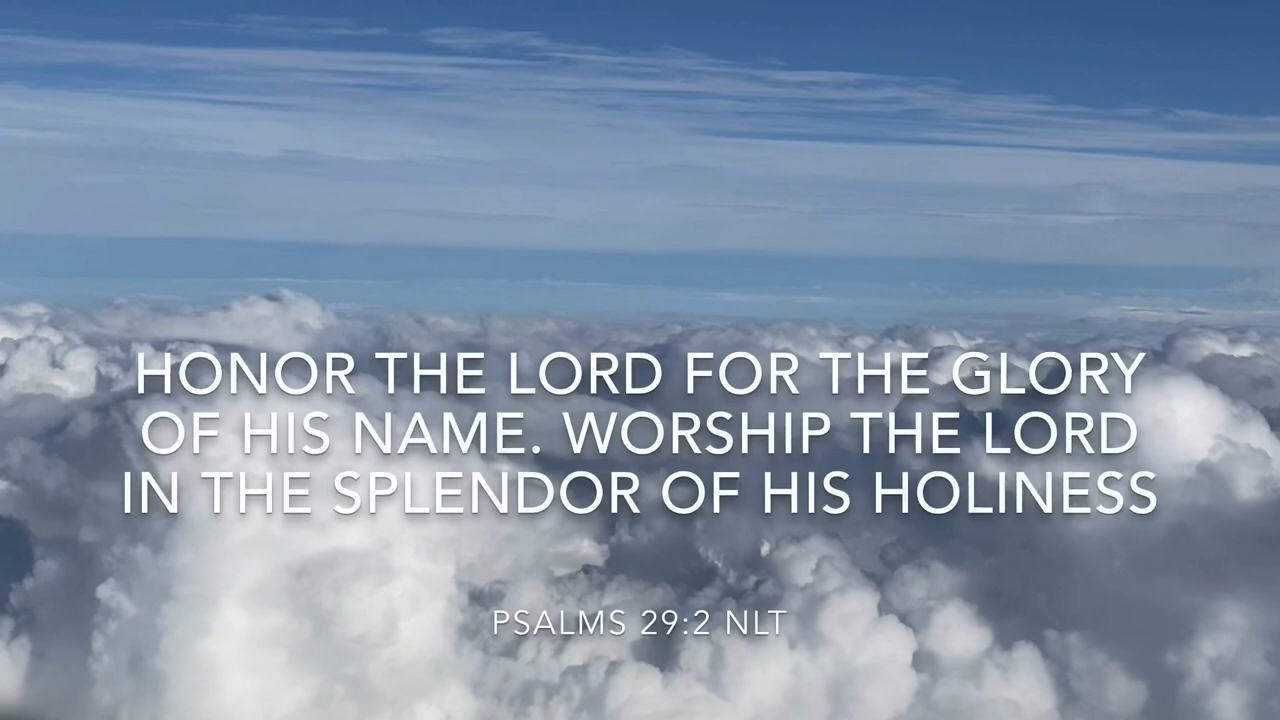 HONOR THE LORD FOR THE GLORY
OF HIS NAME. WORSHIP THE LORD
IN THE SPLENDOR OF HIS HOLINESS
PSALMS 29:2 NLT